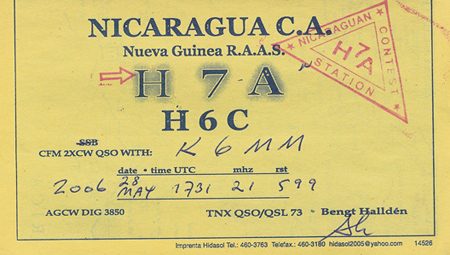 NICARAGUA C.A.
Nueva Guinea R.A.A.S.
H 7 A
H6C
NICARAGUAN
CONTEST
STATION
H7A
SSB
CFM 2XCW QSO WITH: K6MM
date • time UTC mhz rst
2006 28 MAY 1731 21 599
AGCW DIG 3850 TNX QSO/QSL 73 - Bengt Halldén
Imprenta Hidasol Tel.: 460-3763 Telefax.: 460-3180 hidasol2005@yahoo.com 14526